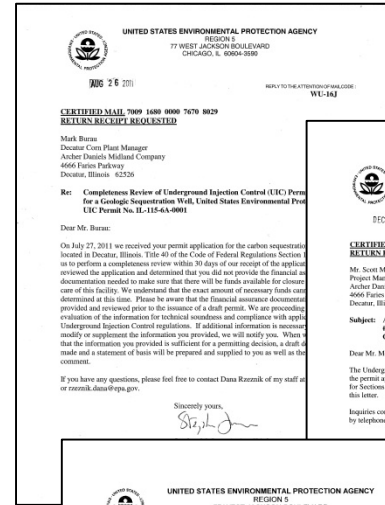 UNITED STATES ENVIRONMENTAL PROTECTION AGENCY
REGION 5
77 WEST JACKSON BOULEVARD
CHICAGO, IL 60604-3590
AUG 26 2011
REPLY TO THE ATTENTION OF MAILCODE:
WU-16J
CERTIFIED MAIL 7009 1680 0000 7670 8029
RETURN RECEIPT REQUESTED
Mark Burau
Decatur Corn Plant Manager
Archer Daniels Midland Company
4666 Faries Parkway
Decatur, Illinois 62526
Re: Completeness Review of Underground Injection Control (UIC) Perm
for a Geologic Sequestration Well, United States Environmental Prot
UIC Permit No. IL-115-6A-0001
Dear Mr. Burau:
On July 27, 2011 we received your permit application for the carbon sequestratio
located in Decatur, Illinois. Title 40 of the Code of Federal Regulations Section 1
us to perform a completeness review within 30 days of our receipt of the applicat
reviewed the application and determined that you did not provide the financial as
documentation needed to make sure that there will be funds available for closure
care of this facility. We understand that the exact amount of necessary funds cann
determined at this time. Please be aware that the financial assurance documentat
provided and reviewed prior to the issuance of a draft permit. We are proceeding
evaluation of the information for technical soundness and compliance with applic
Underground Injection Control regulations. If additional information is necessar
modify or supplement the information you provided, we will notify you. When w
that the information you provided is sufficient for a permitting decision, a draft d
made and a statement of basis will be prepared and supplied to you as well as the
comment.
If you have any questions, please feel free to contact Dana Rzeznik of my staff at
or rzeznik.dana@epa.gov.
Sincerely yours,
DEC
CERTIFIE
RETURN R
Mr. Scott M
Project Man
Archer Dan
4666 Faries
Decatur, Illi
Subject: A
Dear Mr. M
The Underg
the permit a
for Sections
this letter.
Inquiries co
by telephon
UNITED STATES ENVIRONMENTAL PROTECTION AGENCY
REGION 5